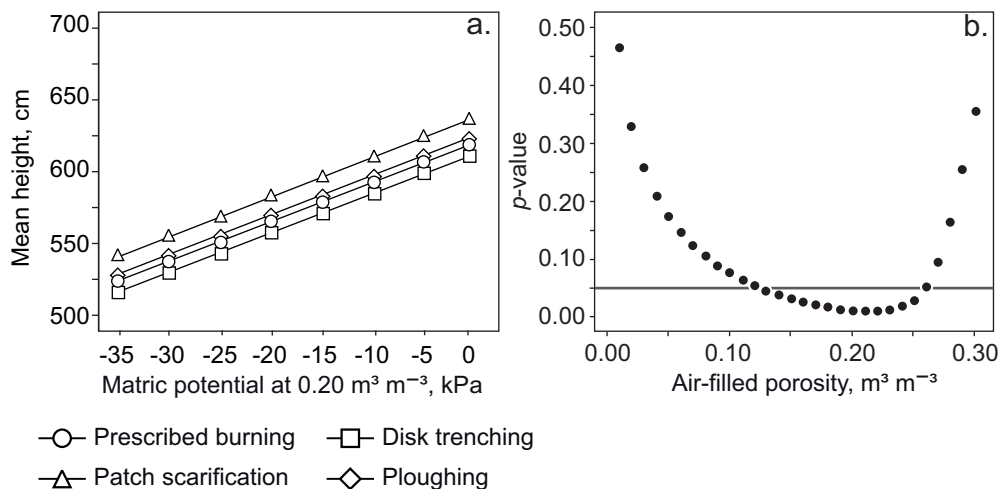 a.
700
650
600
550
500
Mean height, cm
-35 -30 -25 -20 -15 -10 -5 0
Matric potential at 0.20 m³ m⁻³, kPa
b.
0.50
0.40
0.30
0.20
0.10
0.00
p-value
0.00 0.10 0.20 0.30
Air-filled porosity, m³ m⁻³
Prescribed burning
Disk trenching
Patch scarification
Ploughing